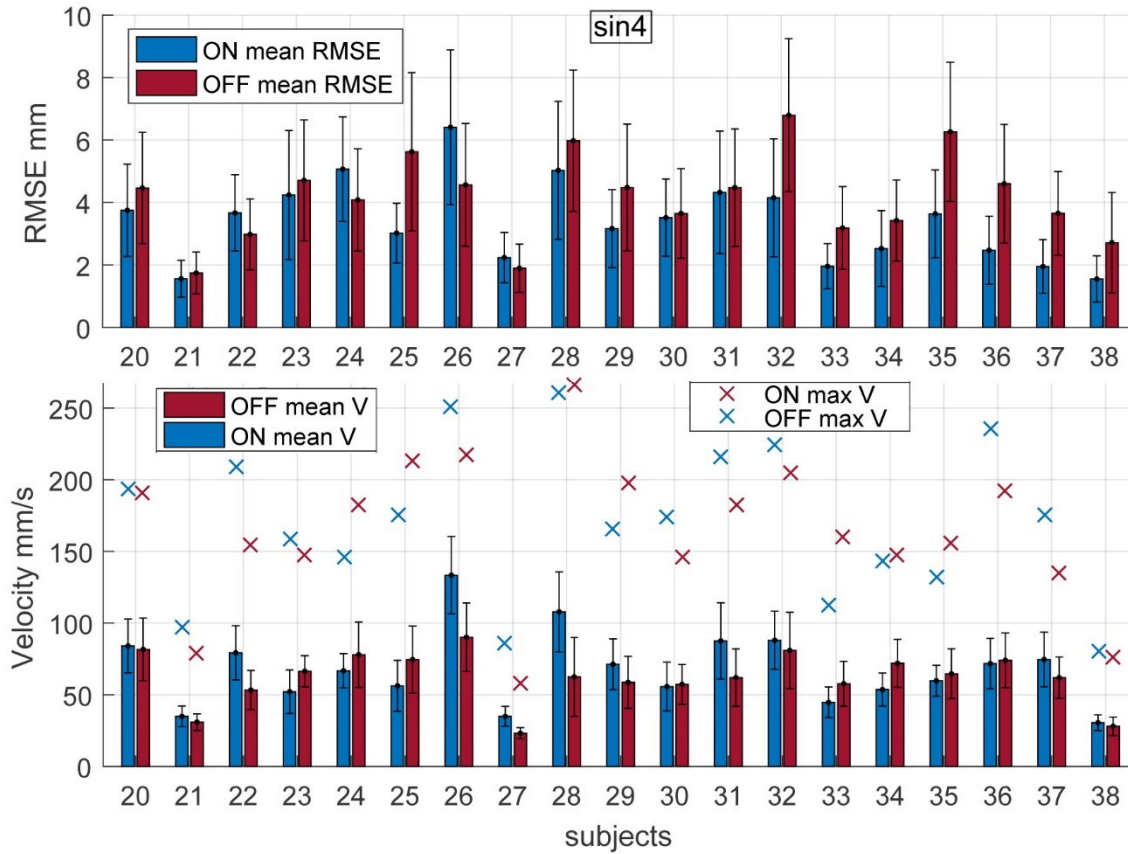 sin4
ON mean RMSE
OFF mean RMSE
RMSE mm
10
8
6
4
2
0
20 21 22 23 24 25 26 27 28 29 30 31 32 33 34 35 36 37 38
OFF mean V
ON mean V
ON max V
OFF max V
Velocity mm/s
250
200
150
100
50
0
20 21 22 23 24 25 26 27 28 29 30 31 32 33 34 35 36 37 38
subjects